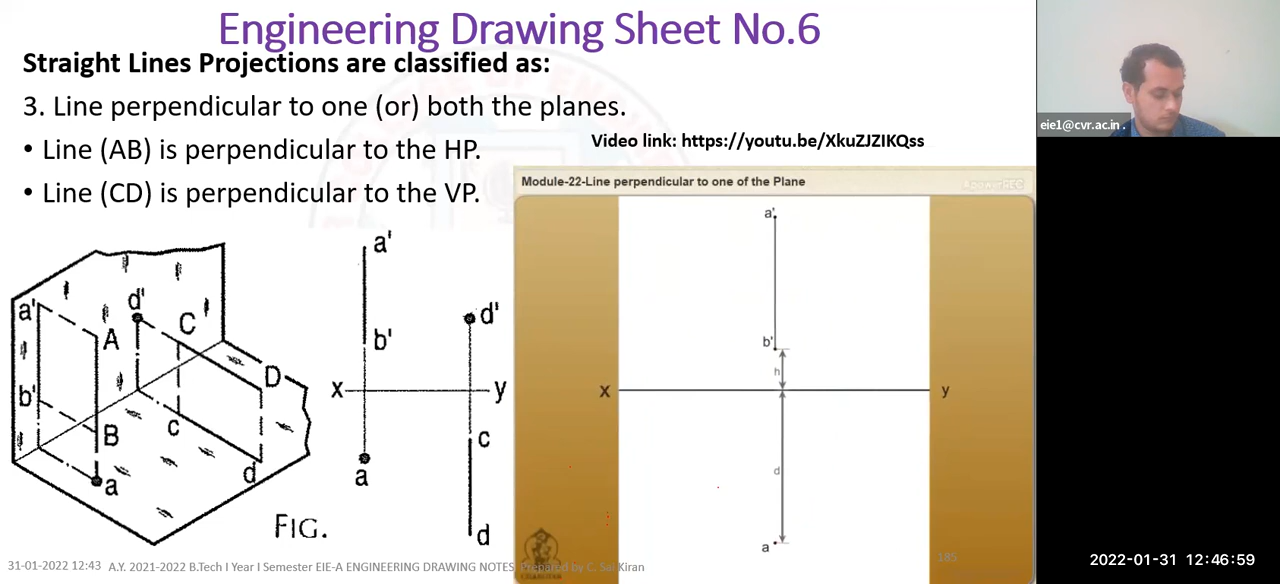 Engineering Drawing Sheet No.6
Straight Lines Projections are classified as:
3. Line perpendicular to one (or) both the planes.
• Line (AB) is perpendicular to the HP.
• Line (CD) is perpendicular to the VP.
Video link: https://youtu.be/XkuZJZIKQss
eie1@cvr.ac.in .
Module-22-Line perpendicular to one of the Plane
a'
A
b'
B
a
d'
C
D
c
d
FIG.
a'
b'
d'
x
y
c
a
d
a'
b'
h
x
y
d
a
185
31-01-2022 12:43
A.Y. 2021-2022 B.Tech I Year I Semester EIE-A ENGINEERING DRAWING NOTES Prepared by C. Sai Kiran
2022-01-31 12:46:59